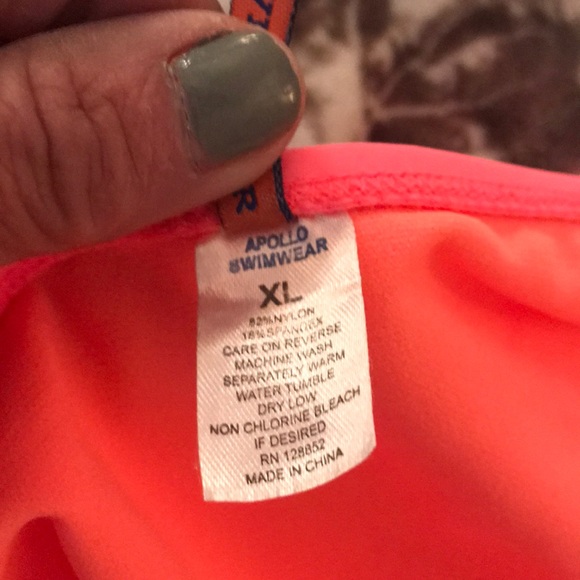 APOLLO
SWIMWEAR
XL
82%NYLON
18%SPANDEX
CARE ON REVERSE
MACHINE WASH
SEPARATELY WARM
WATER TUMBLE
DRY LOW
NON CHLORINE BLEACH
IF DESIRED
RN 128652
MADE IN CHINA